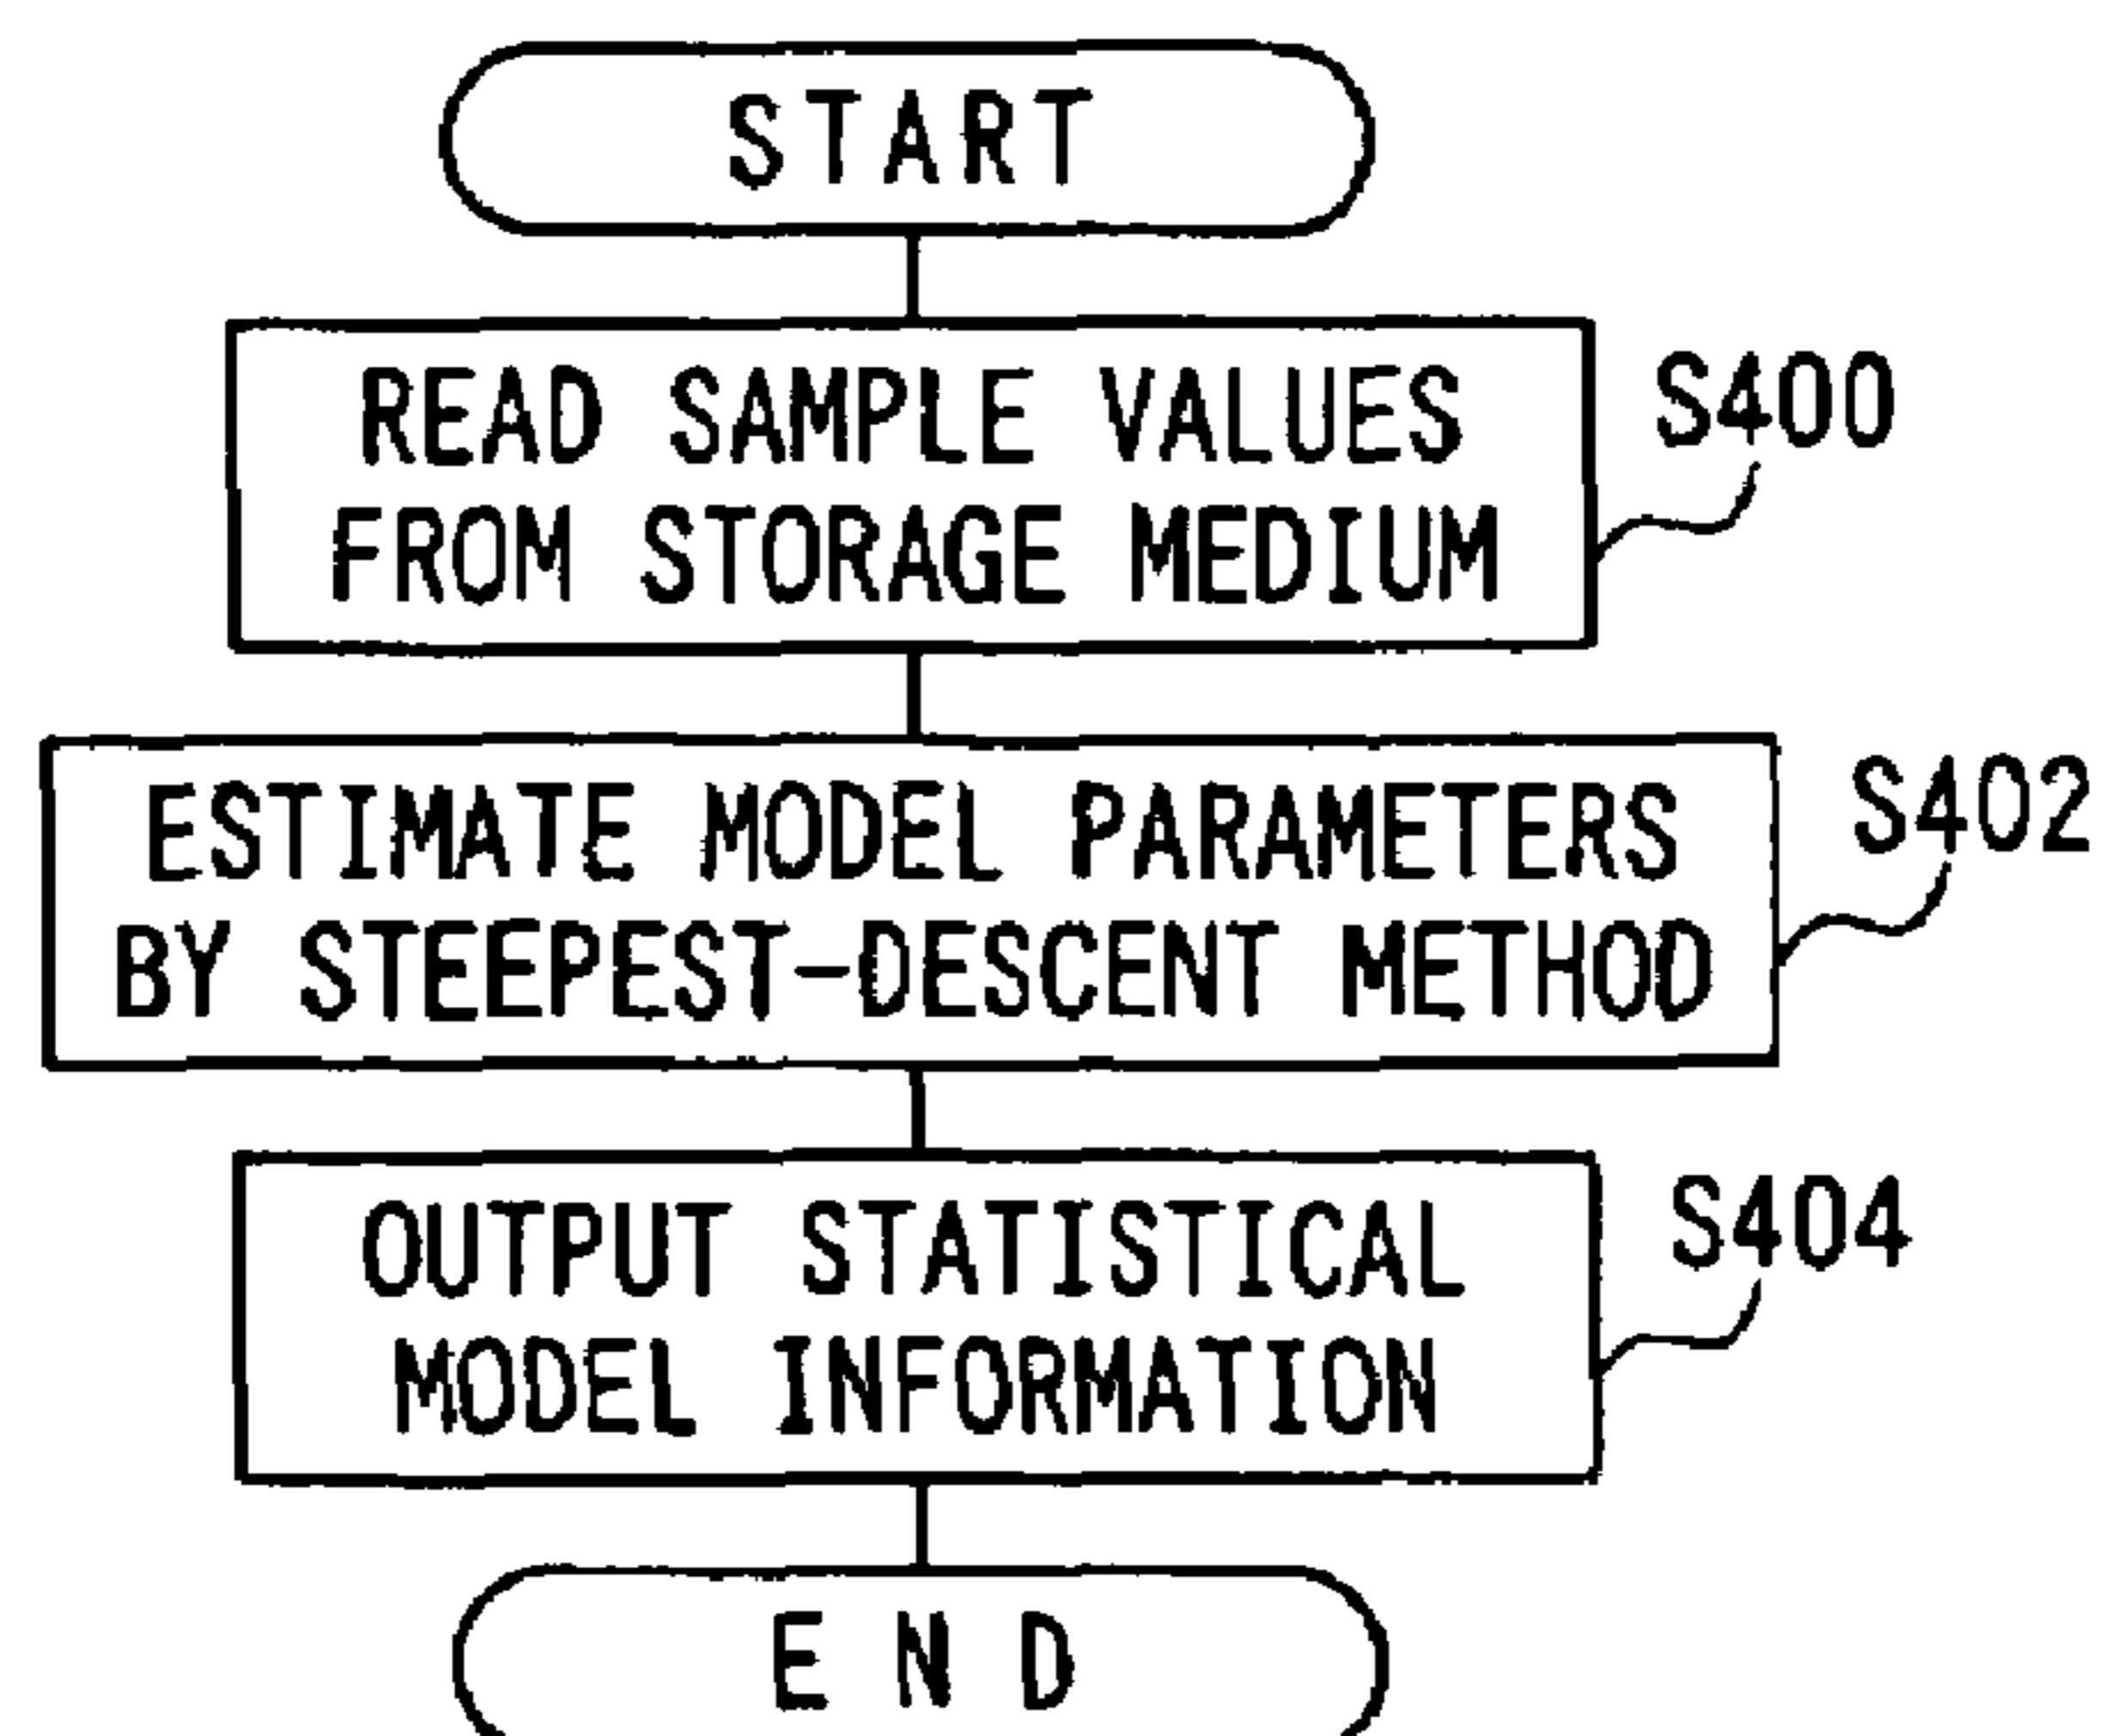 START
READ SAMPLE VALUES
FROM STORAGE MEDIUM
S400
ESTIMATE MODEL PARAMETERS
BY STEEPEST-DESCENT METHOD
S402
OUTPUT STATISTICAL
MODEL INFORMATION
S404
END